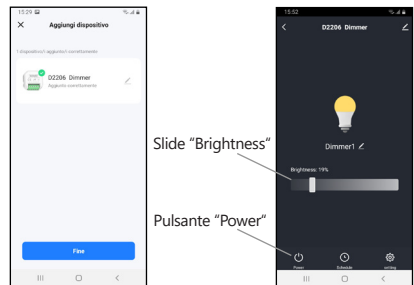 15:29
Aggiungi dispositivo
1 dispositivo/i aggiunto/i correttamente
D2206 Dimmer
Aggiunto correttamente
Fine
Slide “Brightness“
Pulsante “Power“
15:52
D2206 Dimmer
Dimmer1
Brightness: 19%
Power
Schedule
setting